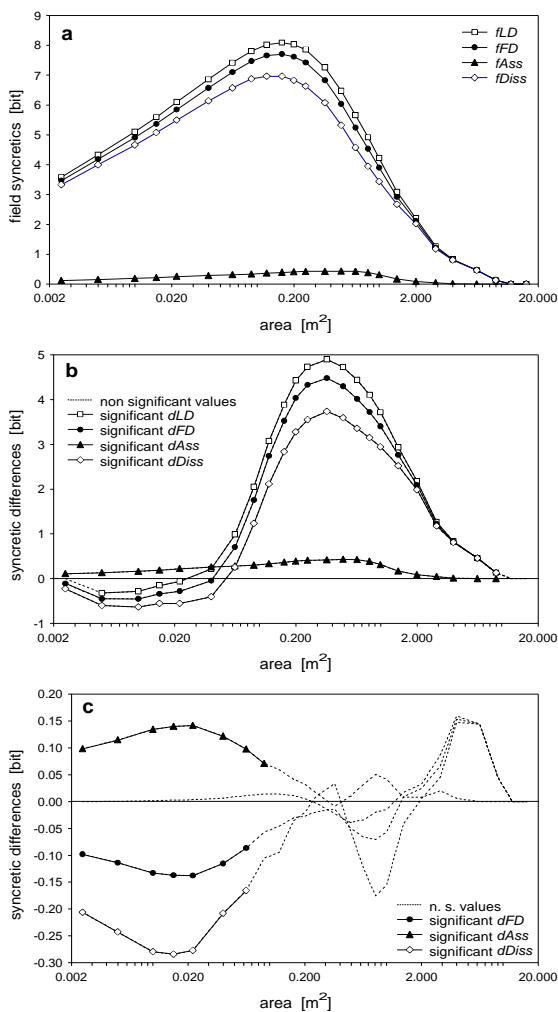 a
field syncretics [bit]
9
8
7
6
5
4
3
2
1
0
fLD
fFD
fAss
fDiss
0.002 0.020 0.200 2.000 20.000
area [m²]
b
syncretic differences [bit]
5
4
3
2
1
0
-1
non significant values
significant dLD
significant dFD
significant dAss
significant dDiss
0.002 0.020 0.200 2.000 20.000
area [m²]
c
syncretic differences [bit]
0.20
0.15
0.10
0.05
0.00
-0.05
-0.10
-0.15
-0.20
-0.25
-0.30
n. s. values
significant dFD
significant dAss
significant dDiss
0.002 0.020 0.200 2.000 20.000
area [m²]